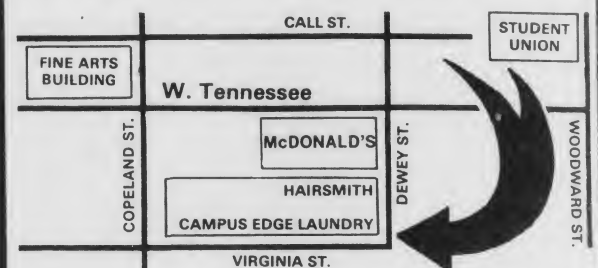 CALL ST.
STUDENT
UNION
FINE ARTS
BUILDING
W. Tennessee
COPELAND ST.
McDONALD'S
DEWEY ST.
WOODWARD ST.
HAIRSMITH
CAMPUS EDGE LAUNDRY
VIRGINIA ST.